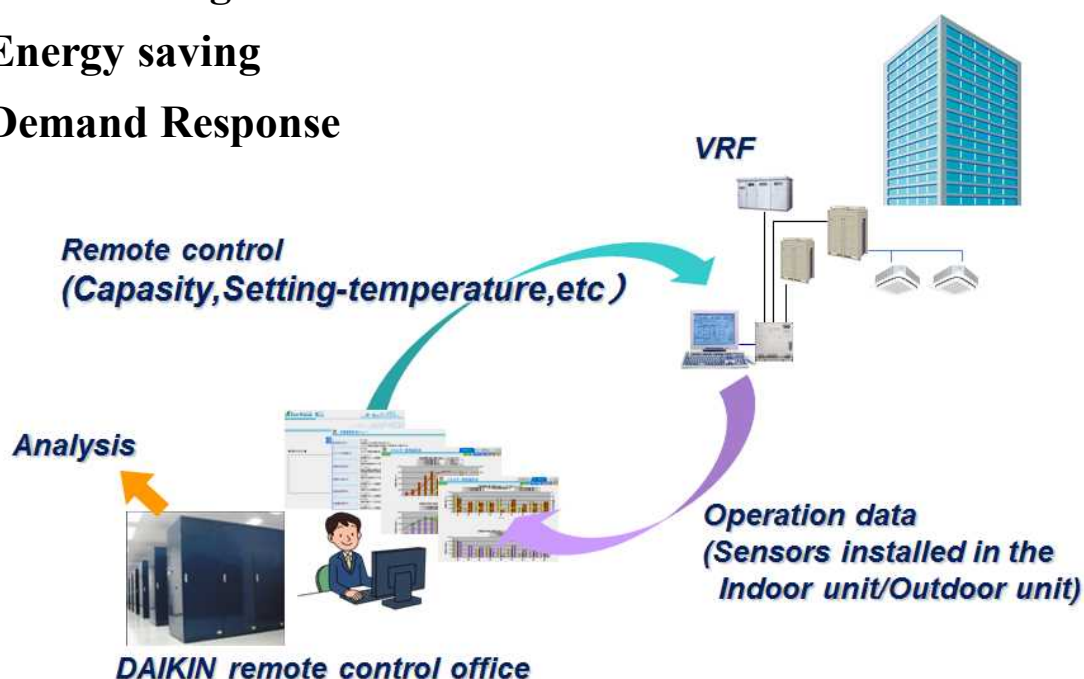 Energy saving
Demand Response
VRF
Remote control
(Capasity,Setting-temperature,etc）
Analysis
Operation data
(Sensors installed in the
Indoor unit/Outdoor unit)
DAIKIN remote control office